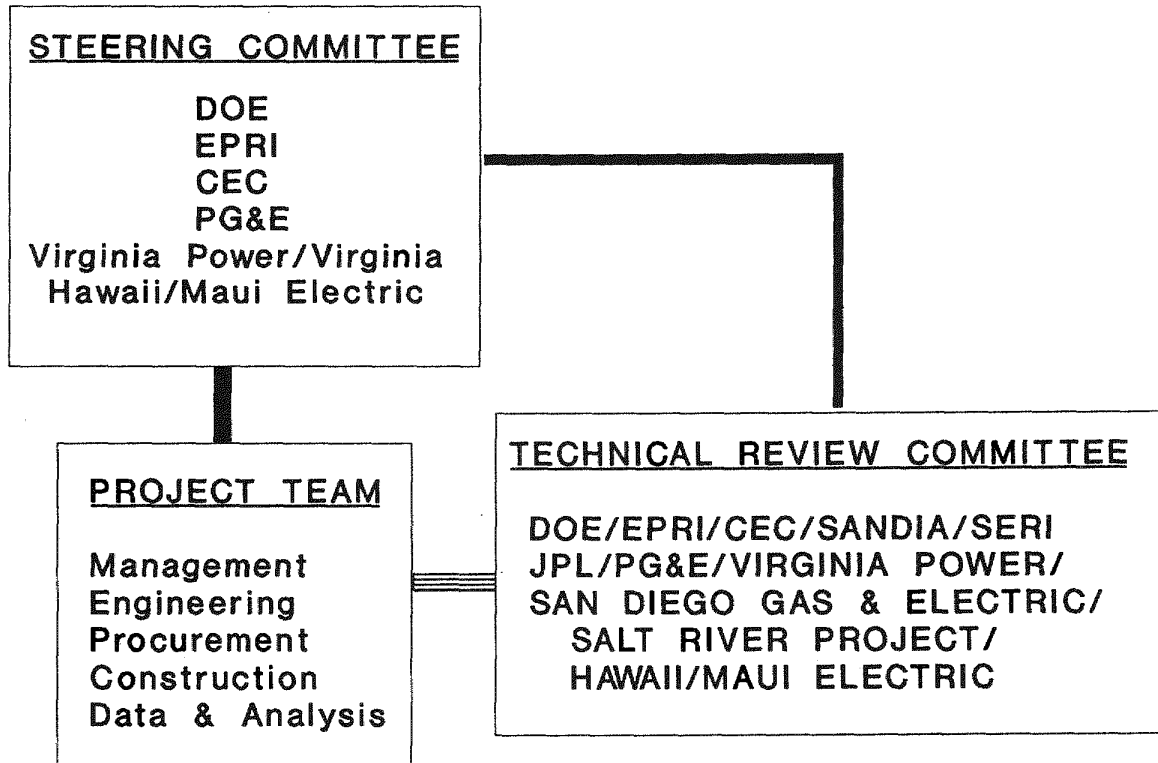 STEERING COMMITTEE
DOE
EPRI
CEC
PG&E
Virginia Power/Virginia
Hawaii/Maui Electric
PROJECT TEAM
Management
Engineering
Procurement
Construction
Data & Analysis
TECHNICAL REVIEW COMMITTEE
DOE/EPRI/CEC/SANDIA/SERI
JPL/PG&E/VIRGINIA POWER/
SAN DIEGO GAS & ELECTRIC/
SALT RIVER PROJECT/
HAWAII/MAUI ELECTRIC